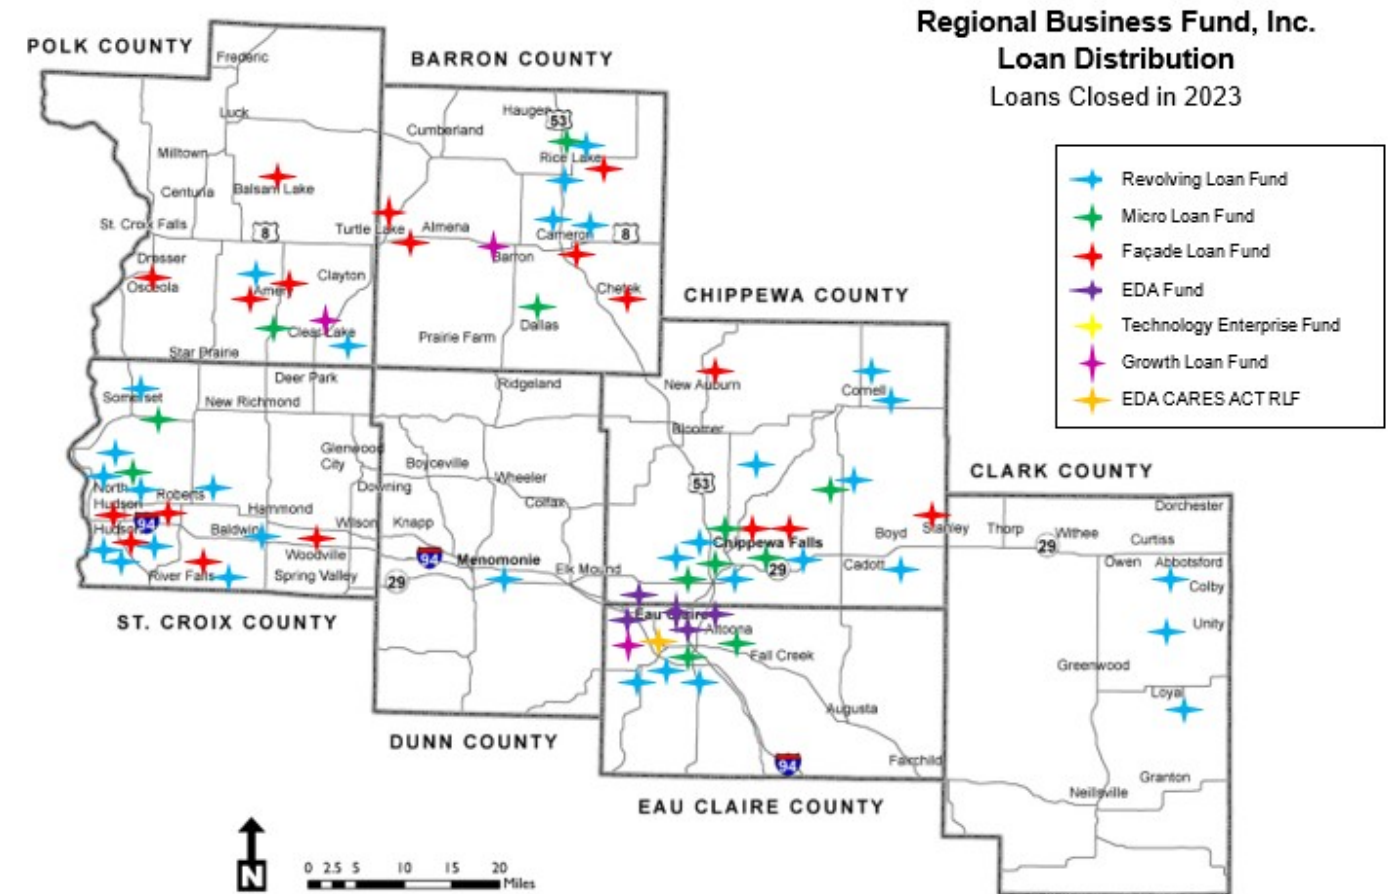 Regional Business Fund, Inc.
Loan Distribution
Loans Closed in 2023
Revolving Loan Fund
Micro Loan Fund
Façade Loan Fund
EDA Fund
Technology Enterprise Fund
Growth Loan Fund
EDA CARES ACT RLF
POLK COUNTY
Frederic
Luck
Milltown
Centuria
Balsam Lake
St. Croix Falls
8
Dresser
Osceola
Amery
Clayton
Clear Lake
Star Prairie
BARRON COUNTY
Haugen
53
Cumberland
Rice Lake
Turtle Lake
Almena
Cameron
8
Barron
Chetek
Dallas
Prairie Farm
CHIPPEWA COUNTY
New Auburn
Cornell
Bloomer
53
Chippewa Falls
Boyd
Stanley
Cadott
29
CLARK COUNTY
Dorchester
Thorp
Withee
29
Curtiss
Owen
Abbotsford
Colby
Unity
Greenwood
Loyal
Granton
Neillsville
Deer Park
Somerset
New Richmond
Glenwood
City
North
Hudson
Roberts
Hammond
Hudson
94
Baldwin
Wilson
Woodville
River Falls
Spring Valley
ST. CROIX COUNTY
Ridgeland
Boyceville
Wheeler
Downing
Colfax
Knapp
94
Menomonie
Elk Mound
29
DUNN COUNTY
Eau Claire
Altoona
Fall Creek
Augusta
Fairchild
94
EAU CLAIRE COUNTY
N
0 2.5 5 10 15 20
Miles